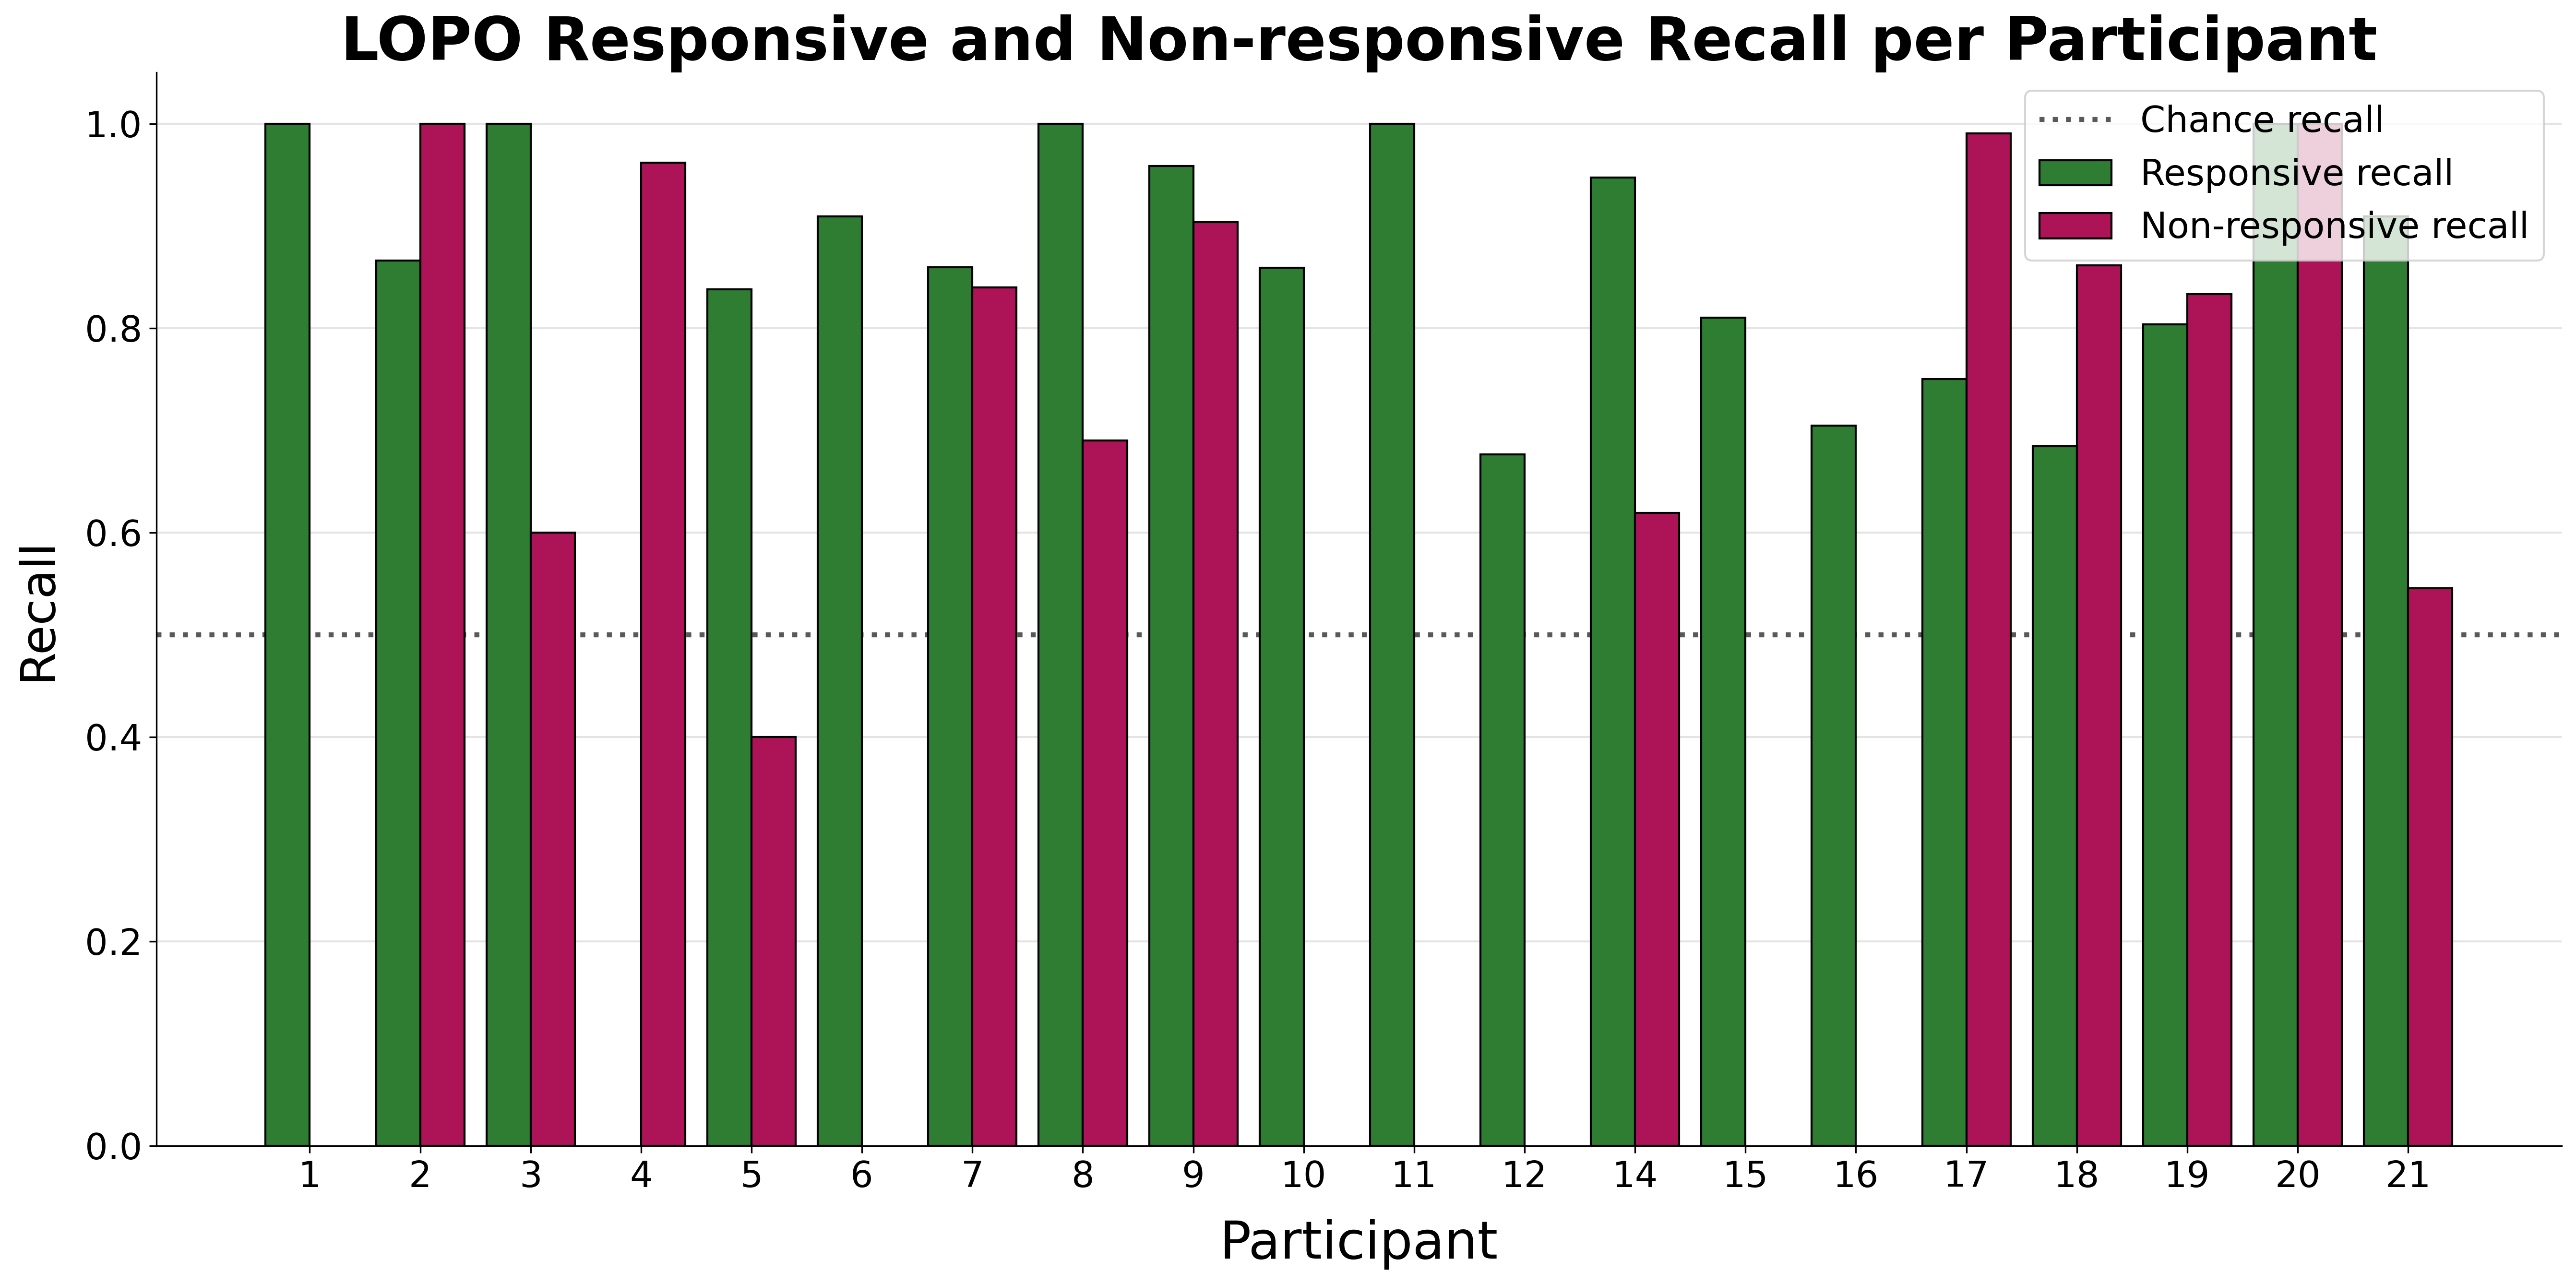 LOPO Responsive and Non-responsive Recall per Participant
Chance recall
Responsive recall
Non-responsive recall
Recall
1.0
0.8
0.6
0.4
0.2
0.0
1 2 3 4 5 6 7 8 9 10 11 12 14 15 16 17 18 19 20 21
Participant